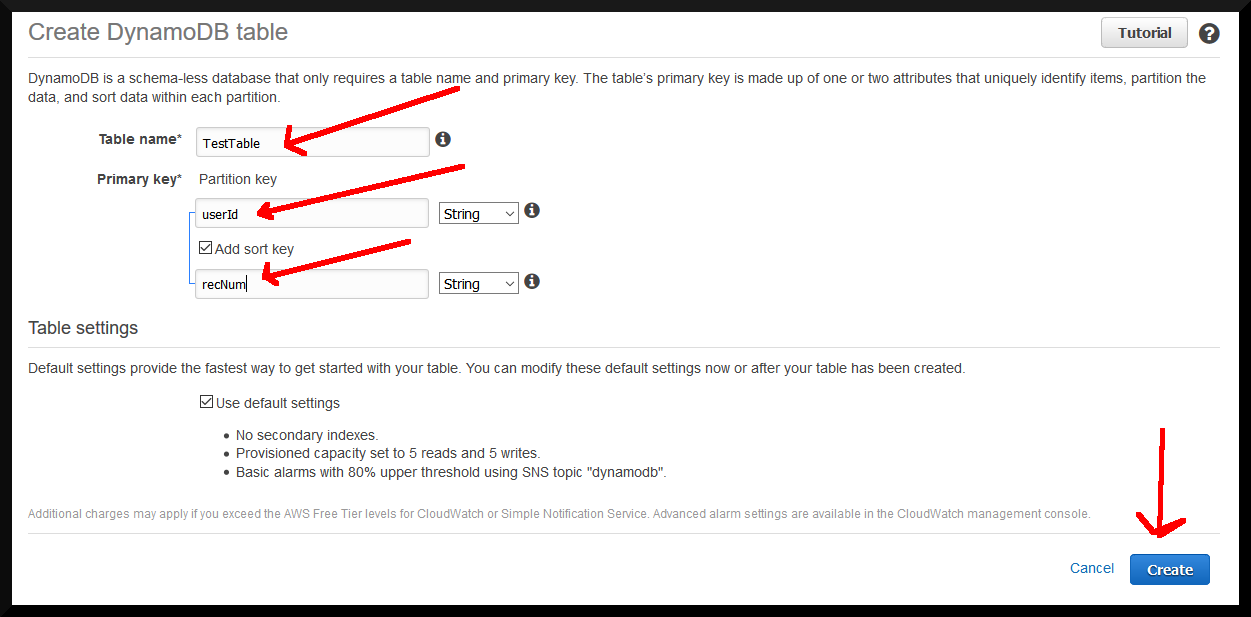 Create DynamoDB table
Tutorial
?
DynamoDB is a schema-less database that only requires a table name and primary key. The table's primary key is made up of one or two attributes that uniquely identify items, partition the
data, and sort data within each partition.
Table name*
TestTable
Primary key*
Partition key
userId
String
Add sort key
recNum
String
Table settings
Default settings provide the fastest way to get started with your table. You can modify these default settings now or after your table has been created.
Use default settings
• No secondary indexes.
• Provisioned capacity set to 5 reads and 5 writes.
• Basic alarms with 80% upper threshold using SNS topic "dynamodb".
Additional charges may apply if you exceed the AWS Free Tier levels for CloudWatch or Simple Notification Service. Advanced alarm settings are available in the CloudWatch management console.
Cancel
Create